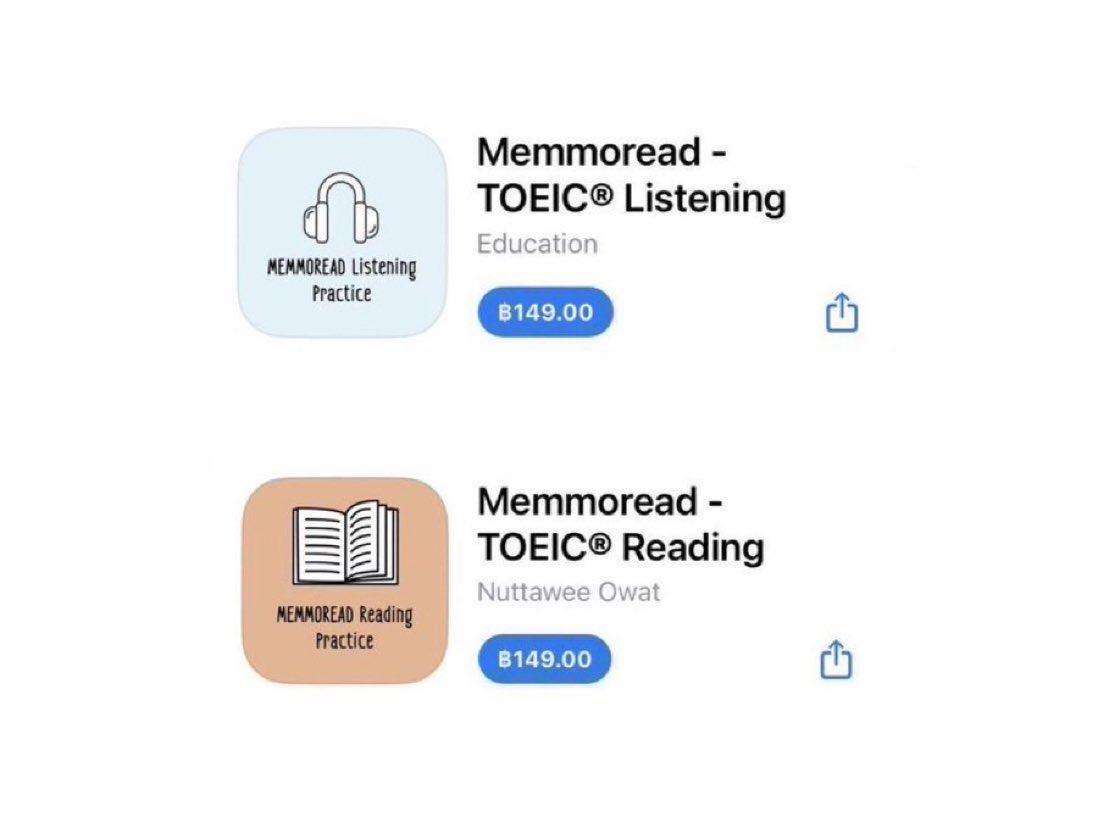 MEMMOREAD Listening
Practice
Memmoread -
TOEIC® Listening
Education
฿149.00
MEMMOREAD Reading
Practice
Memmoread -
TOEIC® Reading
Nuttawee Owat
฿149.00